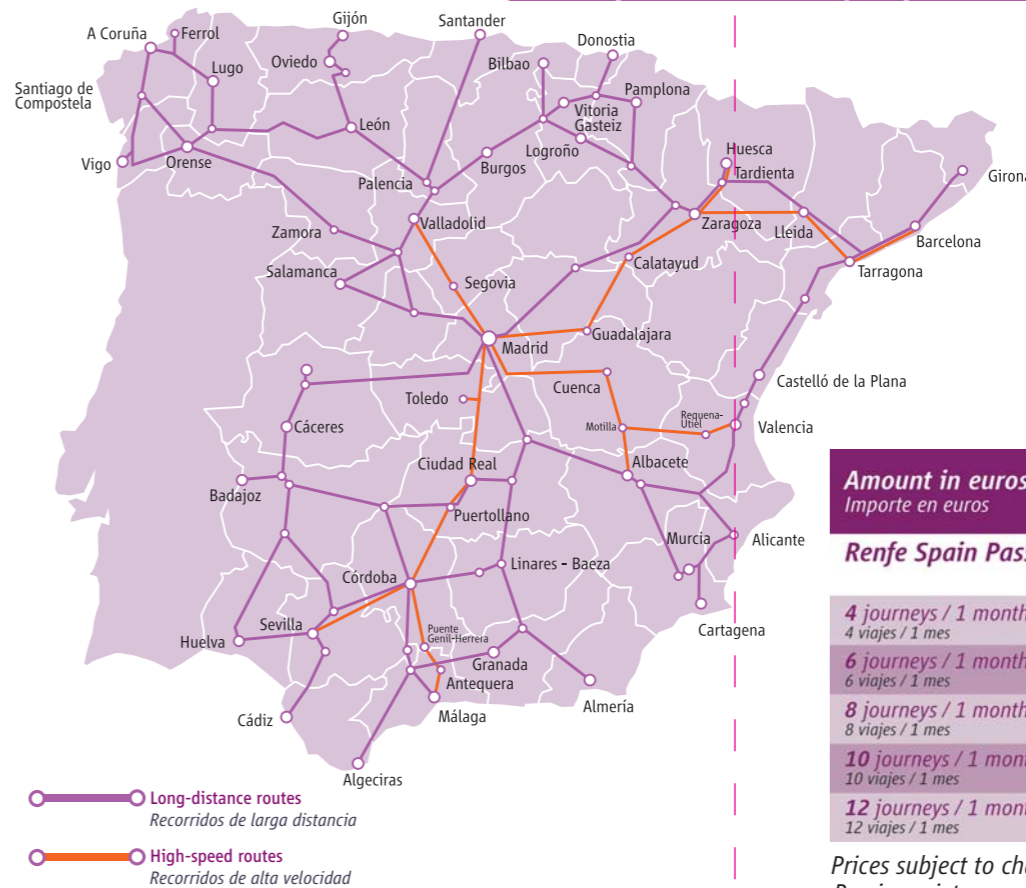 Gijón
Santander
A Coruña
Ferrol
Donostia
Oviedo
Bilbao
Lugo
Santiago de
Compostela
Pamplona
Vitoria
Gasteiz
León
Logroño
Huesca
Vigo
Orense
Burgos
Tardienta
Palencia
Girona
Valladolid
Zaragoza
Zamora
Lleida
Barcelona
Salamanca
Calatayud
Tarragona
Segovia
Guadalajara
Madrid
Castelló de la Plana
Cuenca
Toledo
Requena-
Utiel
Motilla
Cáceres
Valencia
Ciudad Real
Albacete
Badajoz
Puertollano
Murcia
Alicante
Linares - Baeza
Córdoba
Sevilla
Puente
Genil-Herrera
Cartagena
Huelva
Granada
Antequera
Málaga
Almería
Cádiz
Algeciras
Long-distance routes
Recorridos de larga distancia
High-speed routes
Recorridos de alta velocidad
Amount in euros
Importe en euros
Renfe Spain Pass
4 journeys / 1 month
4 viajes / 1 mes
6 journeys / 1 month
6 viajes / 1 mes
8 journeys / 1 month
8 viajes / 1 mes
10 journeys / 1 mon
10 viajes / 1 mes
12 journeys / 1 mont
12 viajes / 1 mes
Prices subject to ch